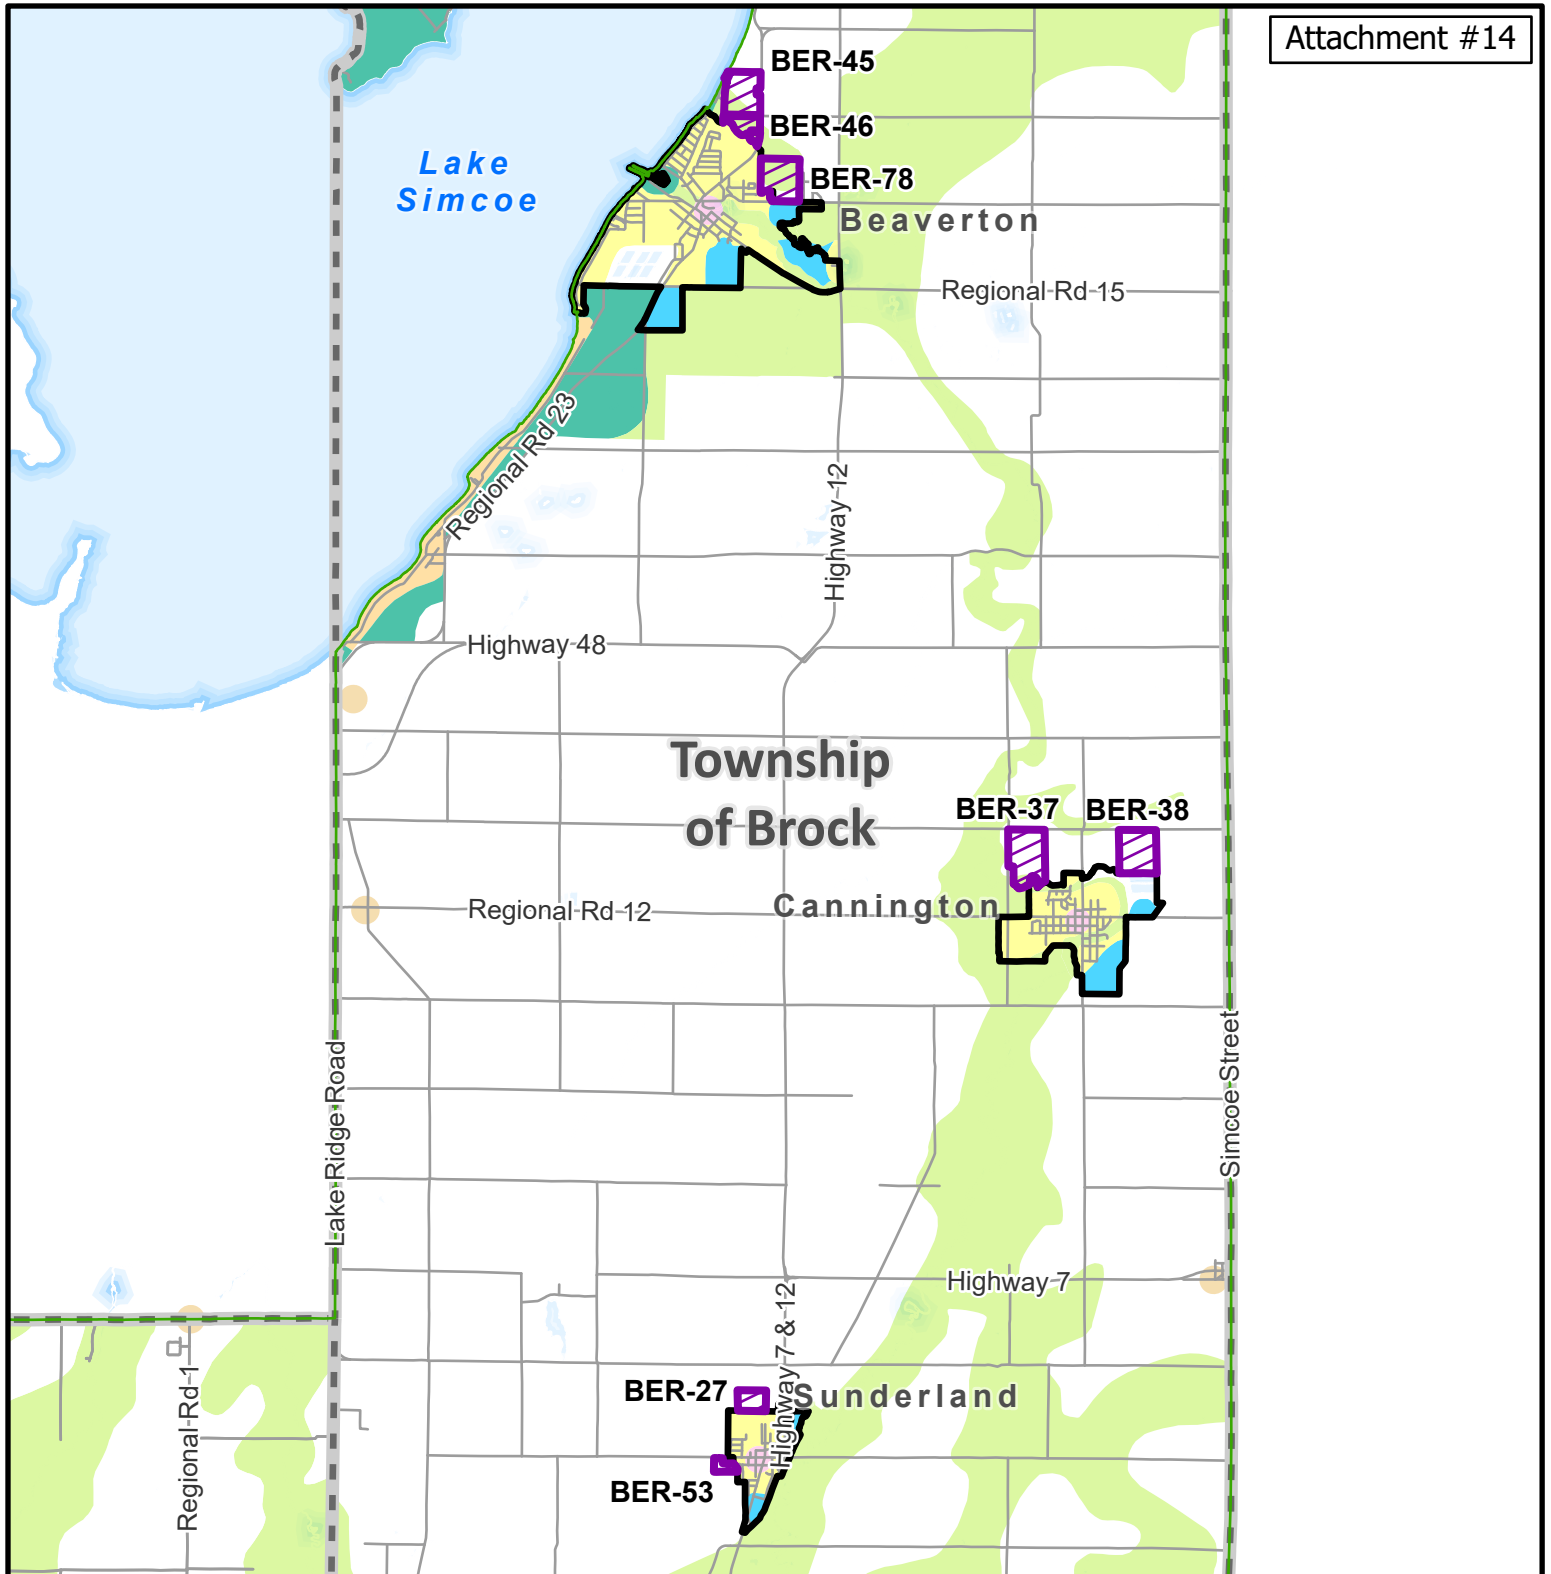 Attachment #14
BER-45
BER-46
Lake
Simcoe
BER-78
Beaverton
Regional Rd 15
Regional Rd 23
Highway 12
Highway 48
Township
of Brock
BER-37
BER-38
Cannington
Regional Rd 12
Lake Ridge Road
Simcoe Street
Highway 7
Highway 7 & 12
Regional Rd 1
BER-27
Sunderland
BER-53